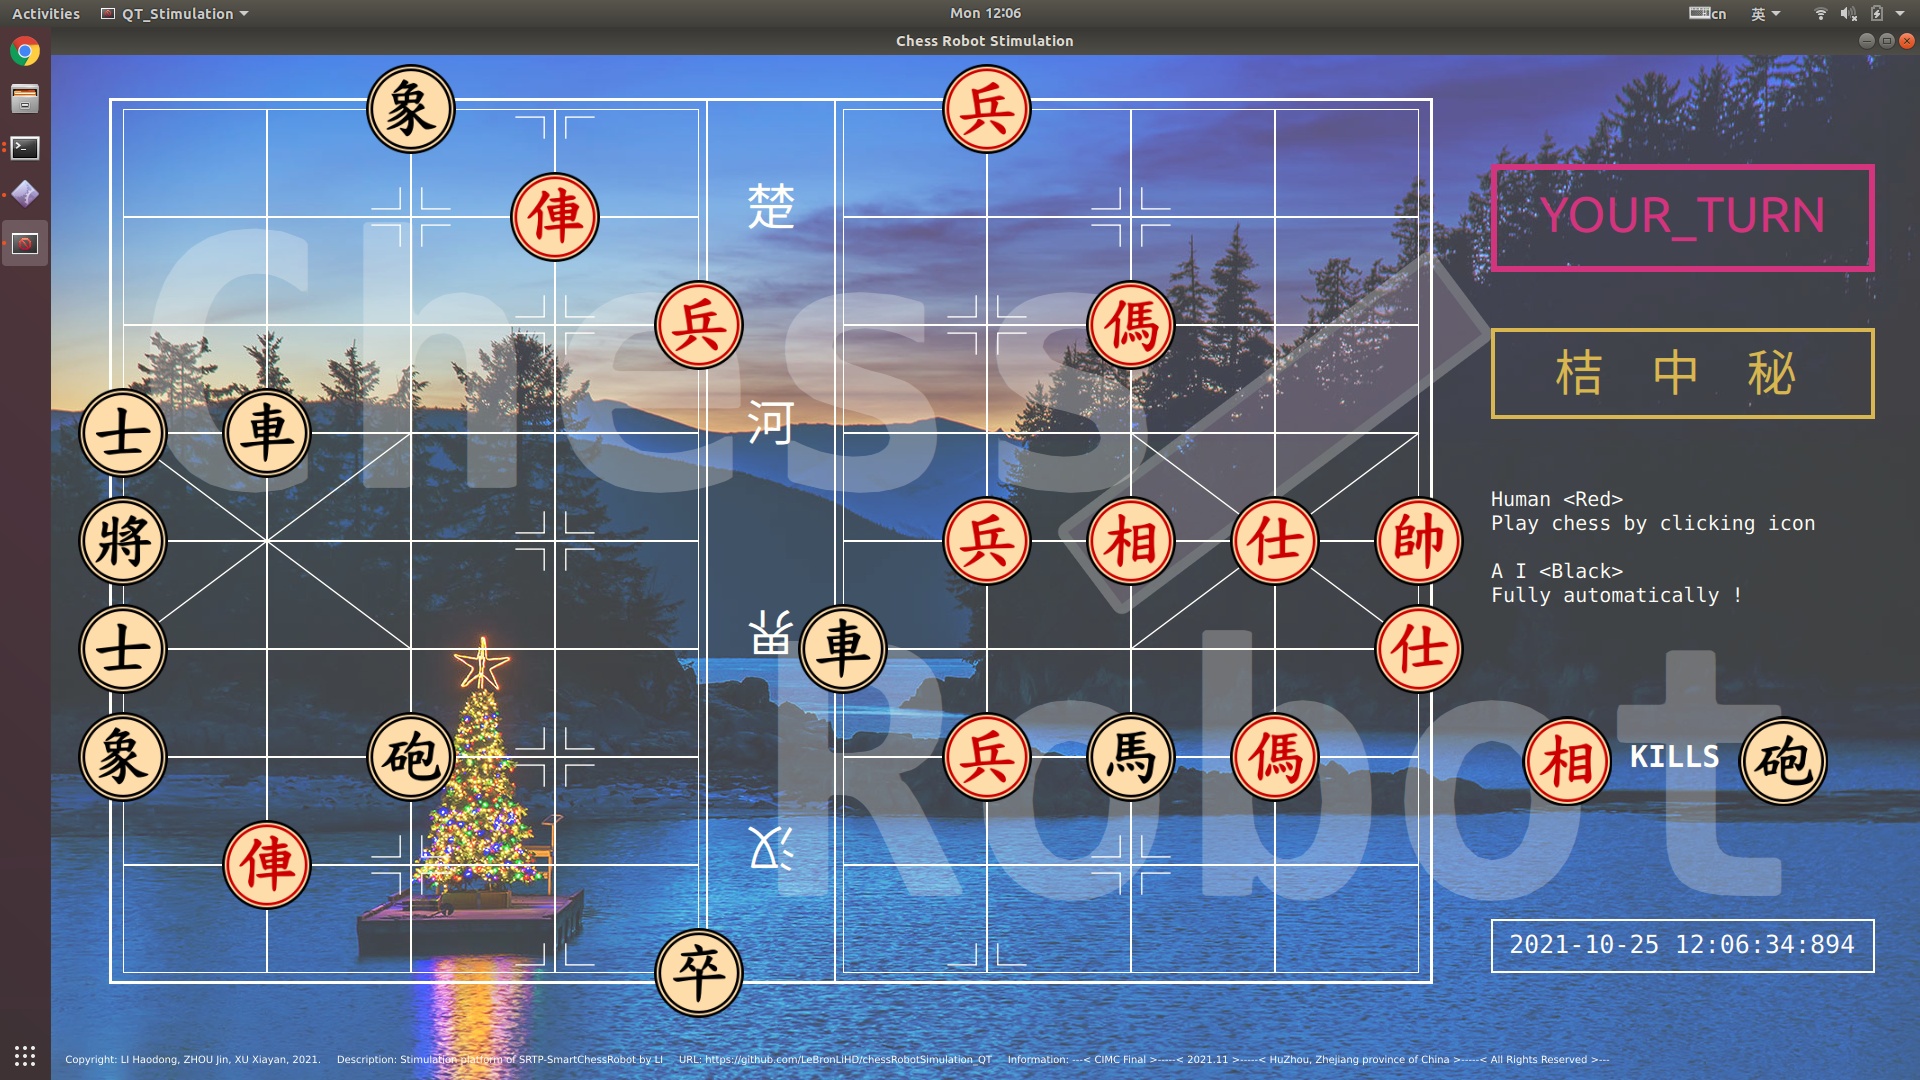 Activities
QT_Stimulation
Mon 12:06
cn
英
Chess Robot Stimulation
象
兵
楚
俥
YOUR_TURN
兵
傌
桔 中 秘
士
車
河
Chess
Human <Red>
Play chess by clicking icon
將
兵
相
仕
帥
A I <Black>
Fully automatically !
士
界
車
仕
象
砲
兵
馬
傌
相
KILLS
砲
Robot
俥
汉
卒
2021-10-25 12:06:34:894
Copyright: LI Haodong, ZHOU Jin, XU Xiayan, 2021. Description: Stimulation platform of SRTP-SmartChessRobot by LI URL: https://github.com/LeBronLiHD/chessRobotSimulation_QT Information: ---< CIMC Final >-----< 2021.11 >-----< HuZhou, Zhejiang province of China >-----< All Rights Reserved >---